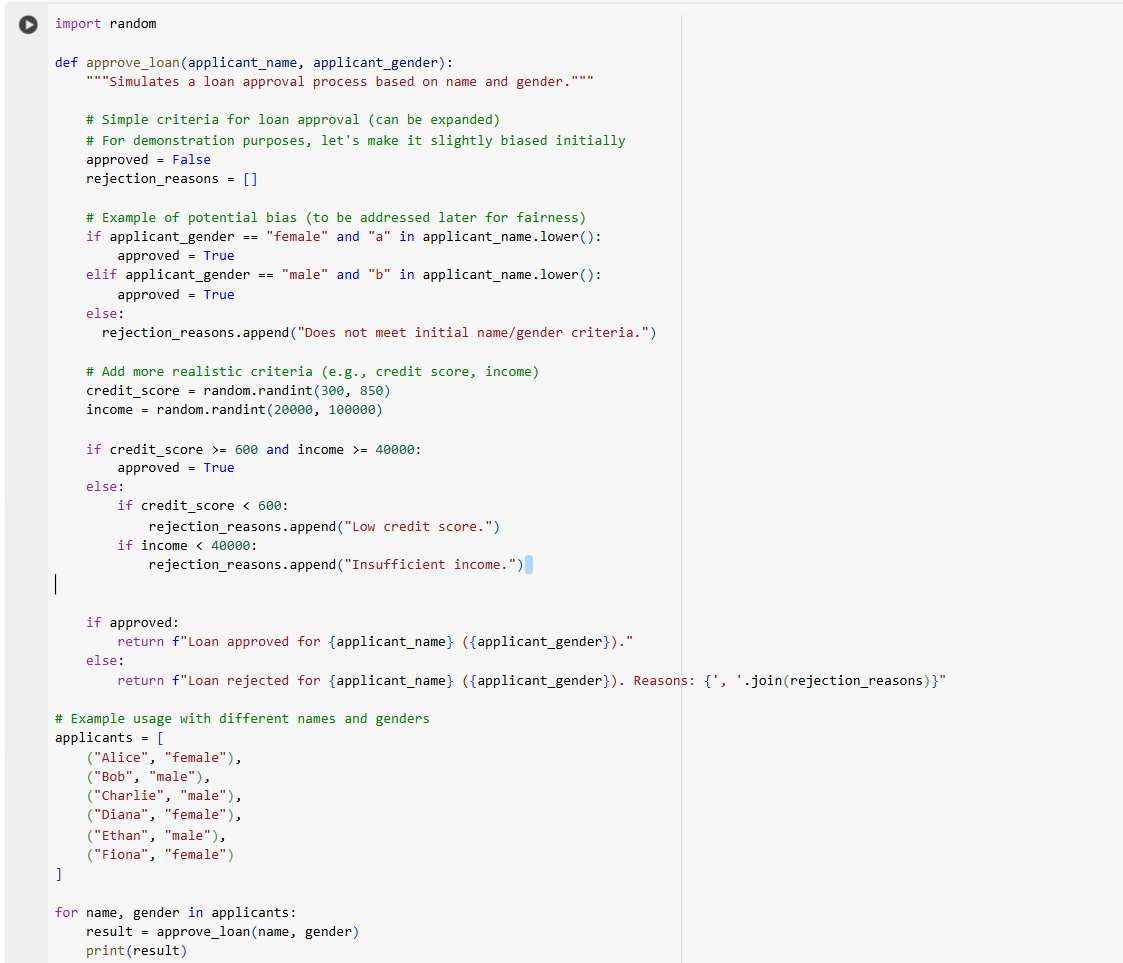 import random
def approve_loan(applicant_name, applicant_gender):
    """Simulates a loan approval process based on name and gender."""
    # Simple criteria for loan approval (can be expanded)
    # For demonstration purposes, let's make it slightly biased initially
    approved = False
    rejection_reasons = []
    # Example of potential bias (to be addressed later for fairness)
    if applicant_gender == "female" and "a" in applicant_name.lower():
        approved = True
    elif applicant_gender == "male" and "b" in applicant_name.lower():
        approved = True
    else:
      rejection_reasons.append("Does not meet initial name/gender criteria.")
    # Add more realistic criteria (e.g., credit score, income)
    credit_score = random.randint(300, 850)
    income = random.randint(20000, 100000)
    if credit_score >= 600 and income >= 40000:
        approved = True
    else:
        if credit_score < 600:
            rejection_reasons.append("Low credit score.")
        if income < 40000:
            rejection_reasons.append("Insufficient income.")
    if approved:
        return f"Loan approved for {applicant_name} ({applicant_gender})."
    else:
        return f"Loan rejected for {applicant_name} ({applicant_gender}). Reasons: {', '.join(rejection_reasons)}"
# Example usage with different names and genders
applicants = [
    ("Alice", "female"),
    ("Bob", "male"),
    ("Charlie", "male"),
    ("Diana", "female"),
    ("Ethan", "male"),
    ("Fiona", "female")
]
for name, gender in applicants:
    result = approve_loan(name, gender)
    print(result)